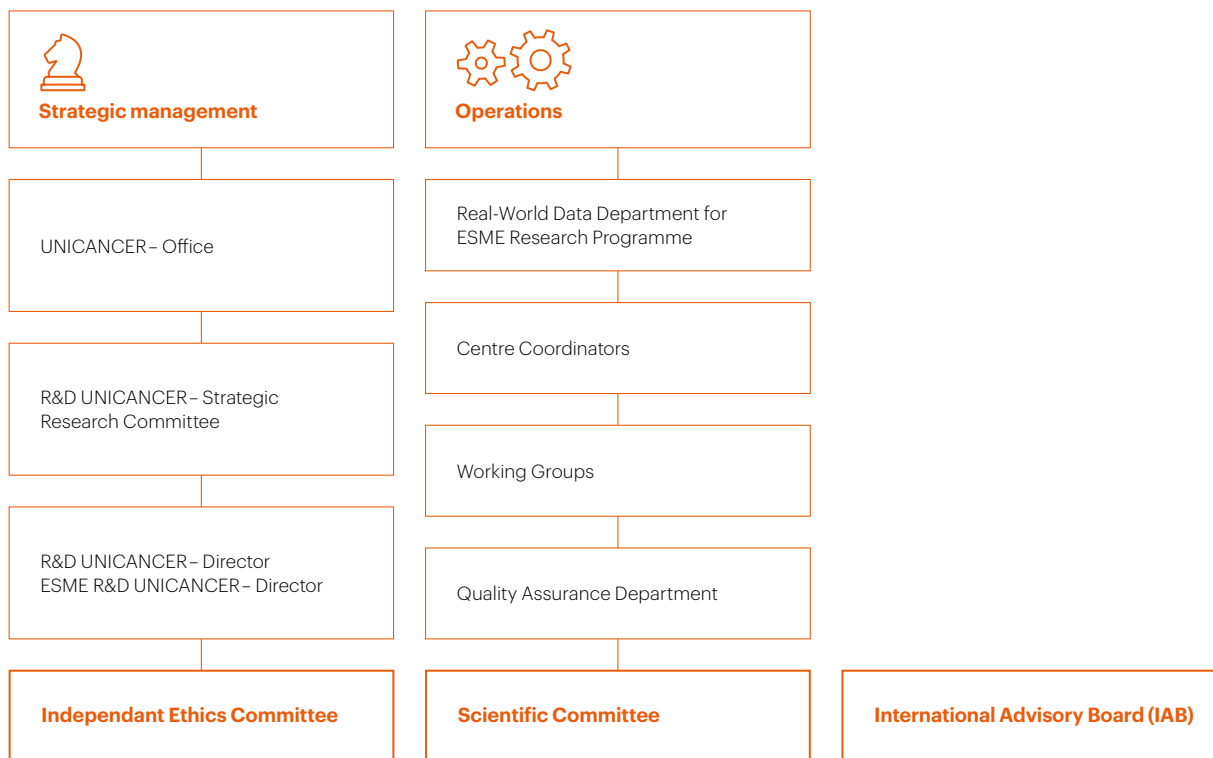 Strategic management
UNICANCER – Office
R&D UNICANCER – Strategic
Research Committee
R&D UNICANCER – Director
ESME R&D UNICANCER – Director
Independant Ethics Committee
Operations
Real-World Data Department for
ESME Research Programme
Centre Coordinators
Working Groups
Quality Assurance Department
Scientific Committee
International Advisory Board (IAB)